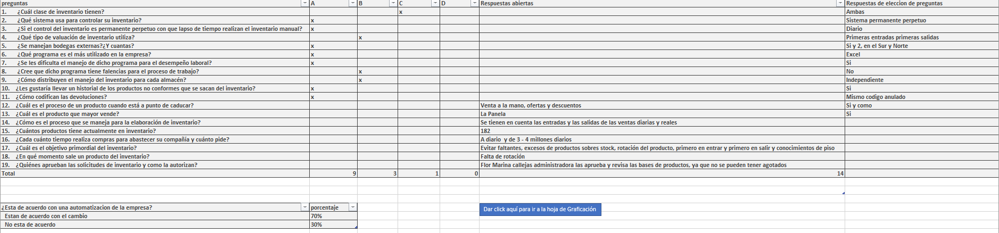 preguntas A B C D Respuestas abiertas Respuestas de eleccion de preguntas
1. ¿Cuál clase de inventario tienen? x Ambas
2. ¿Qué sistema usa para controlar su inventario? x Sistema permanente perpetuo
3. ¿Si el control del inventario es permanente perpetuo con que lapso de tiempo realizan el inventario manual? x Diario
4. ¿Qué tipo de valuación de inventario utiliza? x Primeras entradas primeras salidas
5. ¿Se manejan bodegas externas?¿Y cuantas? x Si y 2, en el Sur y Norte
6. ¿Qué programa es el más utilizado en la empresa? x Excel
7. ¿Se les dificulta el manejo de dicho programa para el desempeño laboral? x Si
8. ¿Cree que dicho programa tiene falencias para el proceso de trabajo? x No
9. ¿Cómo distribuyen el manejo del inventario para cada almacén? x Independiente
10. ¿Les gustaría llevar un historial de los productos no conformes que se sacan del inventario? x Si
11. ¿Cómo codifican las devoluciones? x Mismo codigo anulado
12. ¿Cuál es el proceso de un producto cuando está a punto de caducar? Venta a la mano, ofertas y descuentos Si y como
13. ¿Cuál es el producto que mayor vende? La Panela Si
14. ¿Cómo es el proceso que se maneja para la elaboración de inventario? Se tienen en cuenta las entradas y las salidas de las ventas diarias y reales
15. ¿Cuántos productos tiene actualmente en inventario? 182
16. ¿Cada cuánto tiempo realiza compras para abastecer su compañía y cuánto pide? A diario y de 3 - 4 millones diarios
17. ¿Cuál es el objetivo primordial del inventario? Evitar faltantes, excesos de productos sobres stock, rotación del producto, primero en entrar y primero en salir y conocimientos de piso
18. ¿En qué momento sale un producto del inventario? Falta de rotación
19. ¿Quiénes aprueban las solicitudes de inventario y como la autorizan? Flor Marina callejas administradora las aprueba y revisa las bases de productos, ya que no se pueden tener agotados
Total 9 3 1 0 14
¿Esta de acuerdo con una automatizacion de la empresa? porcentaje Dar click aquí para ir a la hoja de Graficación
Estan de acuerdo con el cambio 70%
No esta de acuerdo 30%